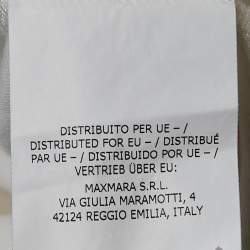 DISTRIBUITO PER UE – /
DISTRIBUTED FOR EU – / DISTRIBUÉ
PAR UE – / DISTRIBUIDO POR UE – /
VERTRIEB ÜBER EU:
MAXMARA S.R.L.
VIA GIULIA MARAMOTTI, 4
42124 REGGIO EMILIA, ITALY